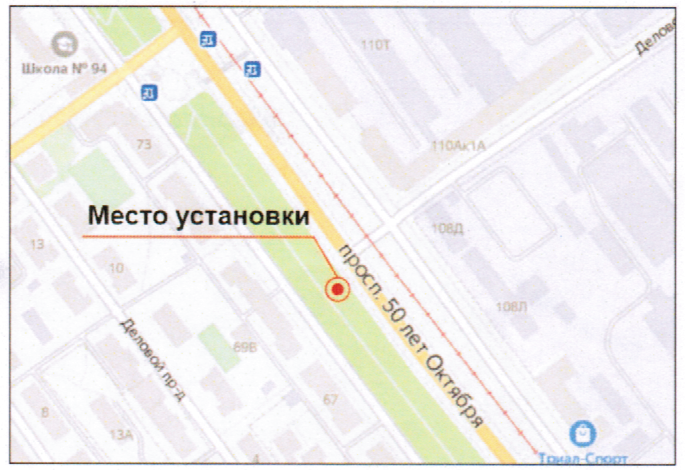 110Т
Делове
Школа № 94
73
110Ак1А
Место установки
108Д
13
10
просп. 50 лет Октября
108Л
Деловой пр-д
69В
67
8
13А
4
Триал-Спорт